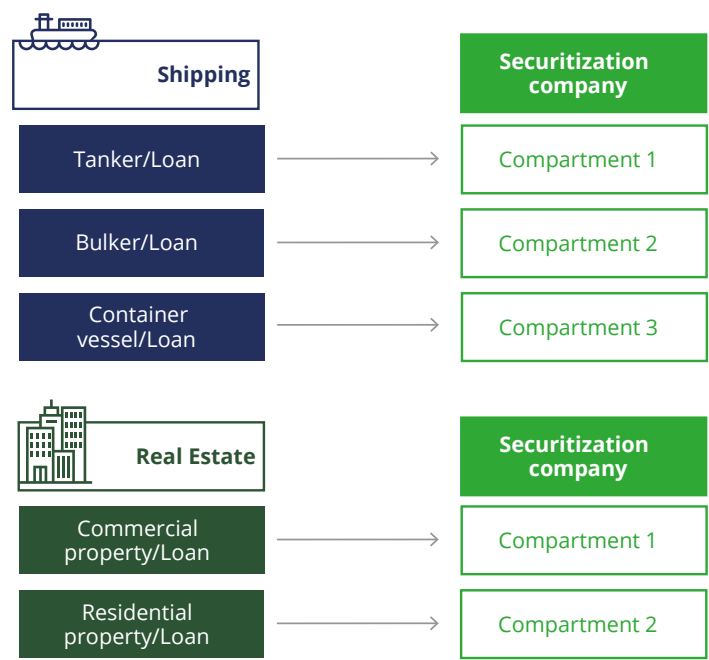 Shipping
Securitization
company
Tanker/Loan
Compartment 1
Bulker/Loan
Compartment 2
Container
vessel/Loan
Compartment 3
Real Estate
Securitization
company
Commercial
property/Loan
Compartment 1
Residential
property/Loan
Compartment 2